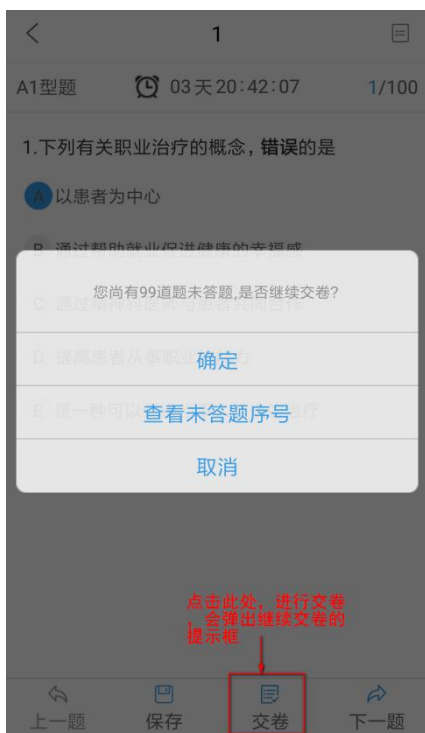 1
A1型题 03天20:42:07 1/100
1.下列有关职业治疗的概念，错误的是
A 以患者为中心
B 通过帮助就业促进健康的幸福感
您尚有99道题未答题,是否继续交卷?
确定
查看未答题序号
取消
点击此处，进行交卷
，会弹出继续交卷的
提示框
上一题 保存 交卷 下一题